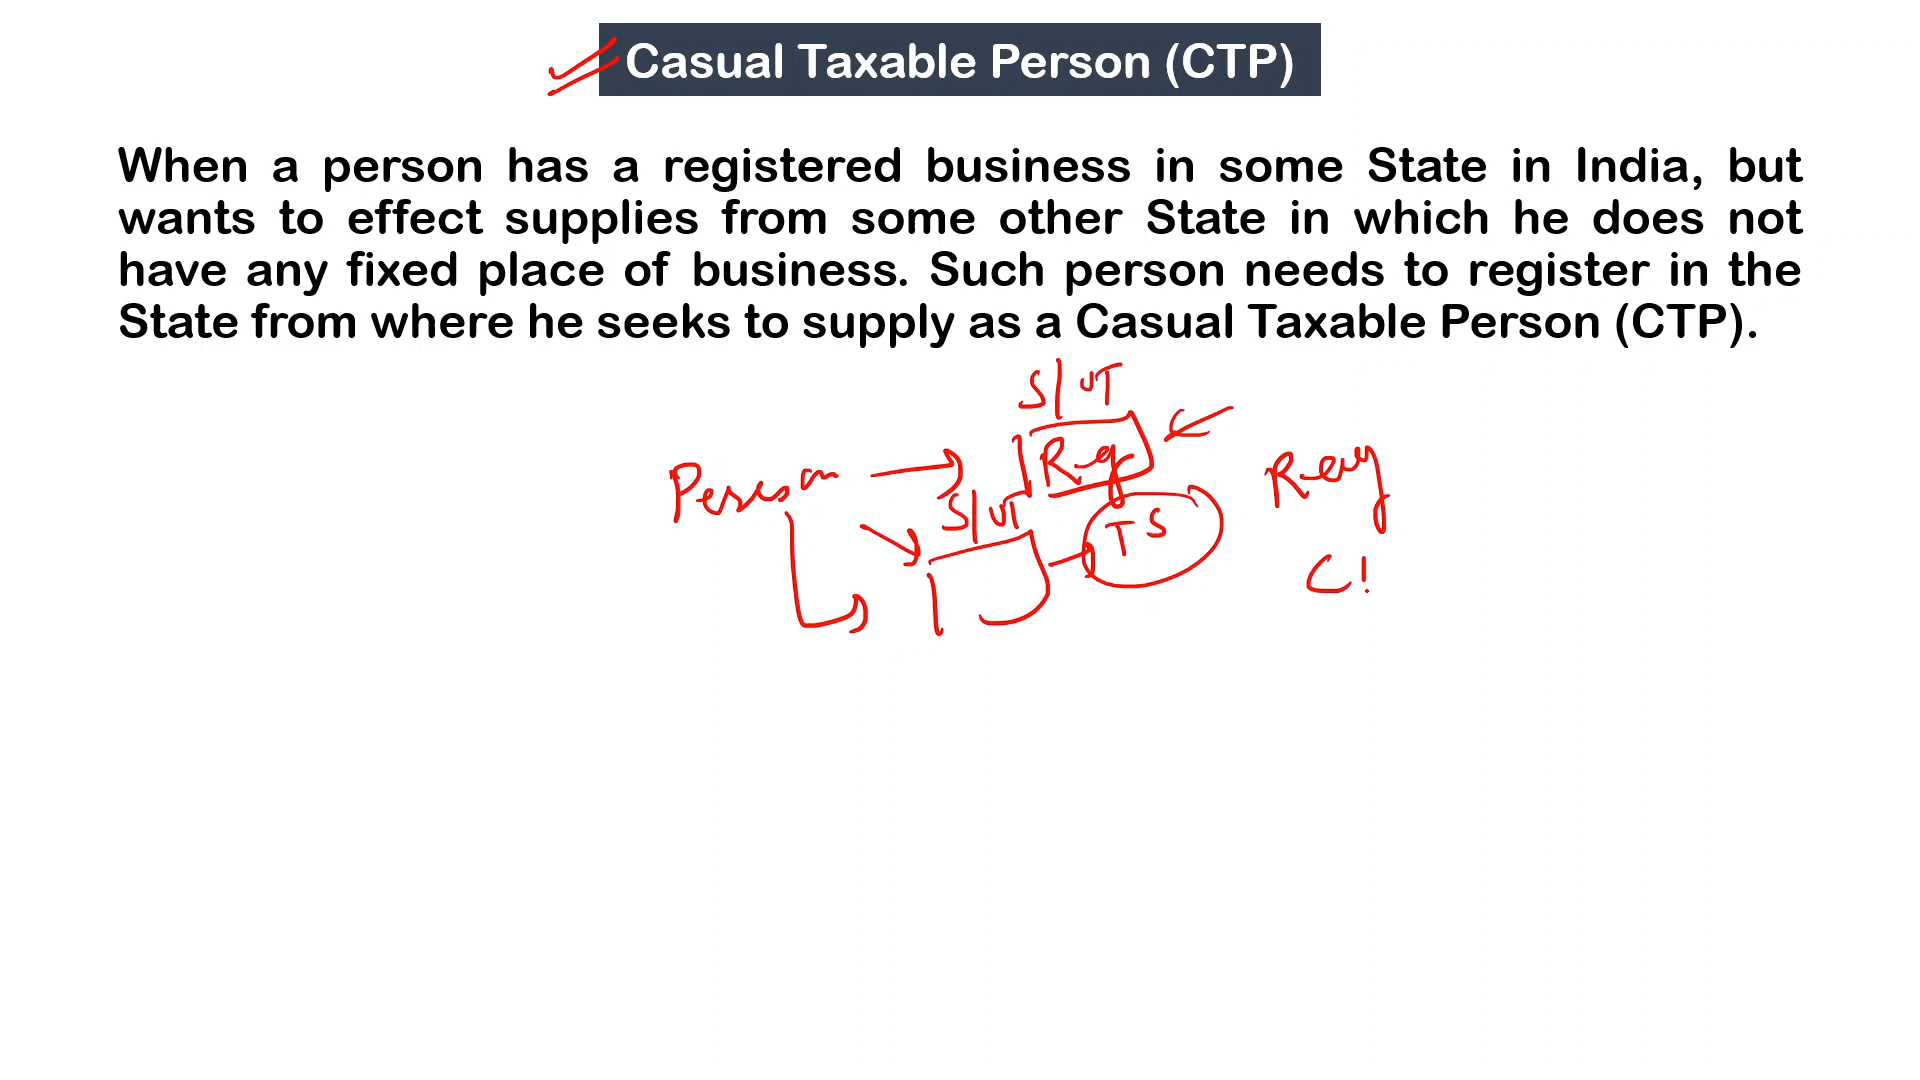 Casual Taxable Person (CTP)
When a person has a registered business in some State in India, but
wants to effect supplies from some other State in which he does not
have any fixed place of business. Such person needs to register in the
State from where he seeks to supply as a Casual Taxable Person (CTP).
S/UT
Person
Reg
S/UT
TS
Reg